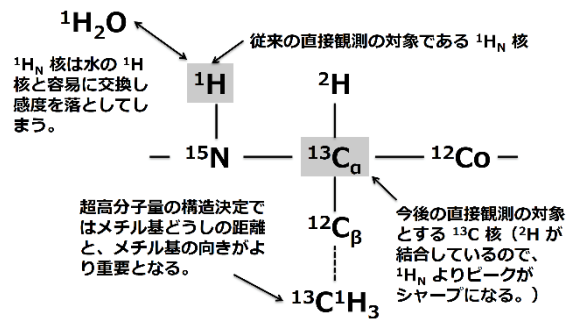 ¹H₂O
従来の直接観測の対象である ¹H_N 核
¹H_N 核は水の ¹H
核と容易に交換し
感度を落としてし
まう。
¹H
²H
¹⁵N
¹³Cα
¹²Co
超高分子量の構造決定で
はメチル基どうしの距離
と、メチル基の向きがよ
り重要となる。
¹²Cβ
今後の直接観測の対象
とする ¹³C 核（²H が
結合しているので、
¹H_N よりピークが
シャープになる。）
¹³C¹H₃